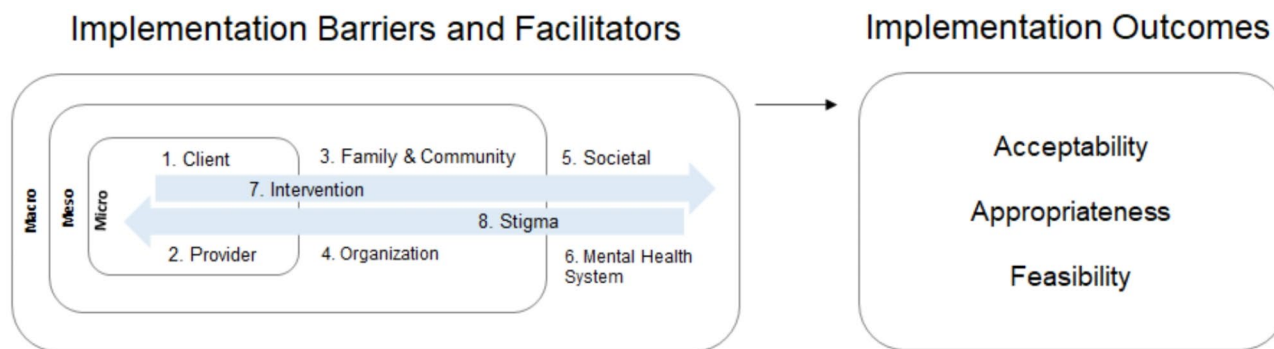 Implementation Barriers and Facilitators
Implementation Outcomes
Macro
Meso
Micro
1. Client
3. Family & Community
5. Societal
7. Intervention
8. Stigma
2. Provider
4. Organization
6. Mental Health
System
Acceptability
Appropriateness
Feasibility